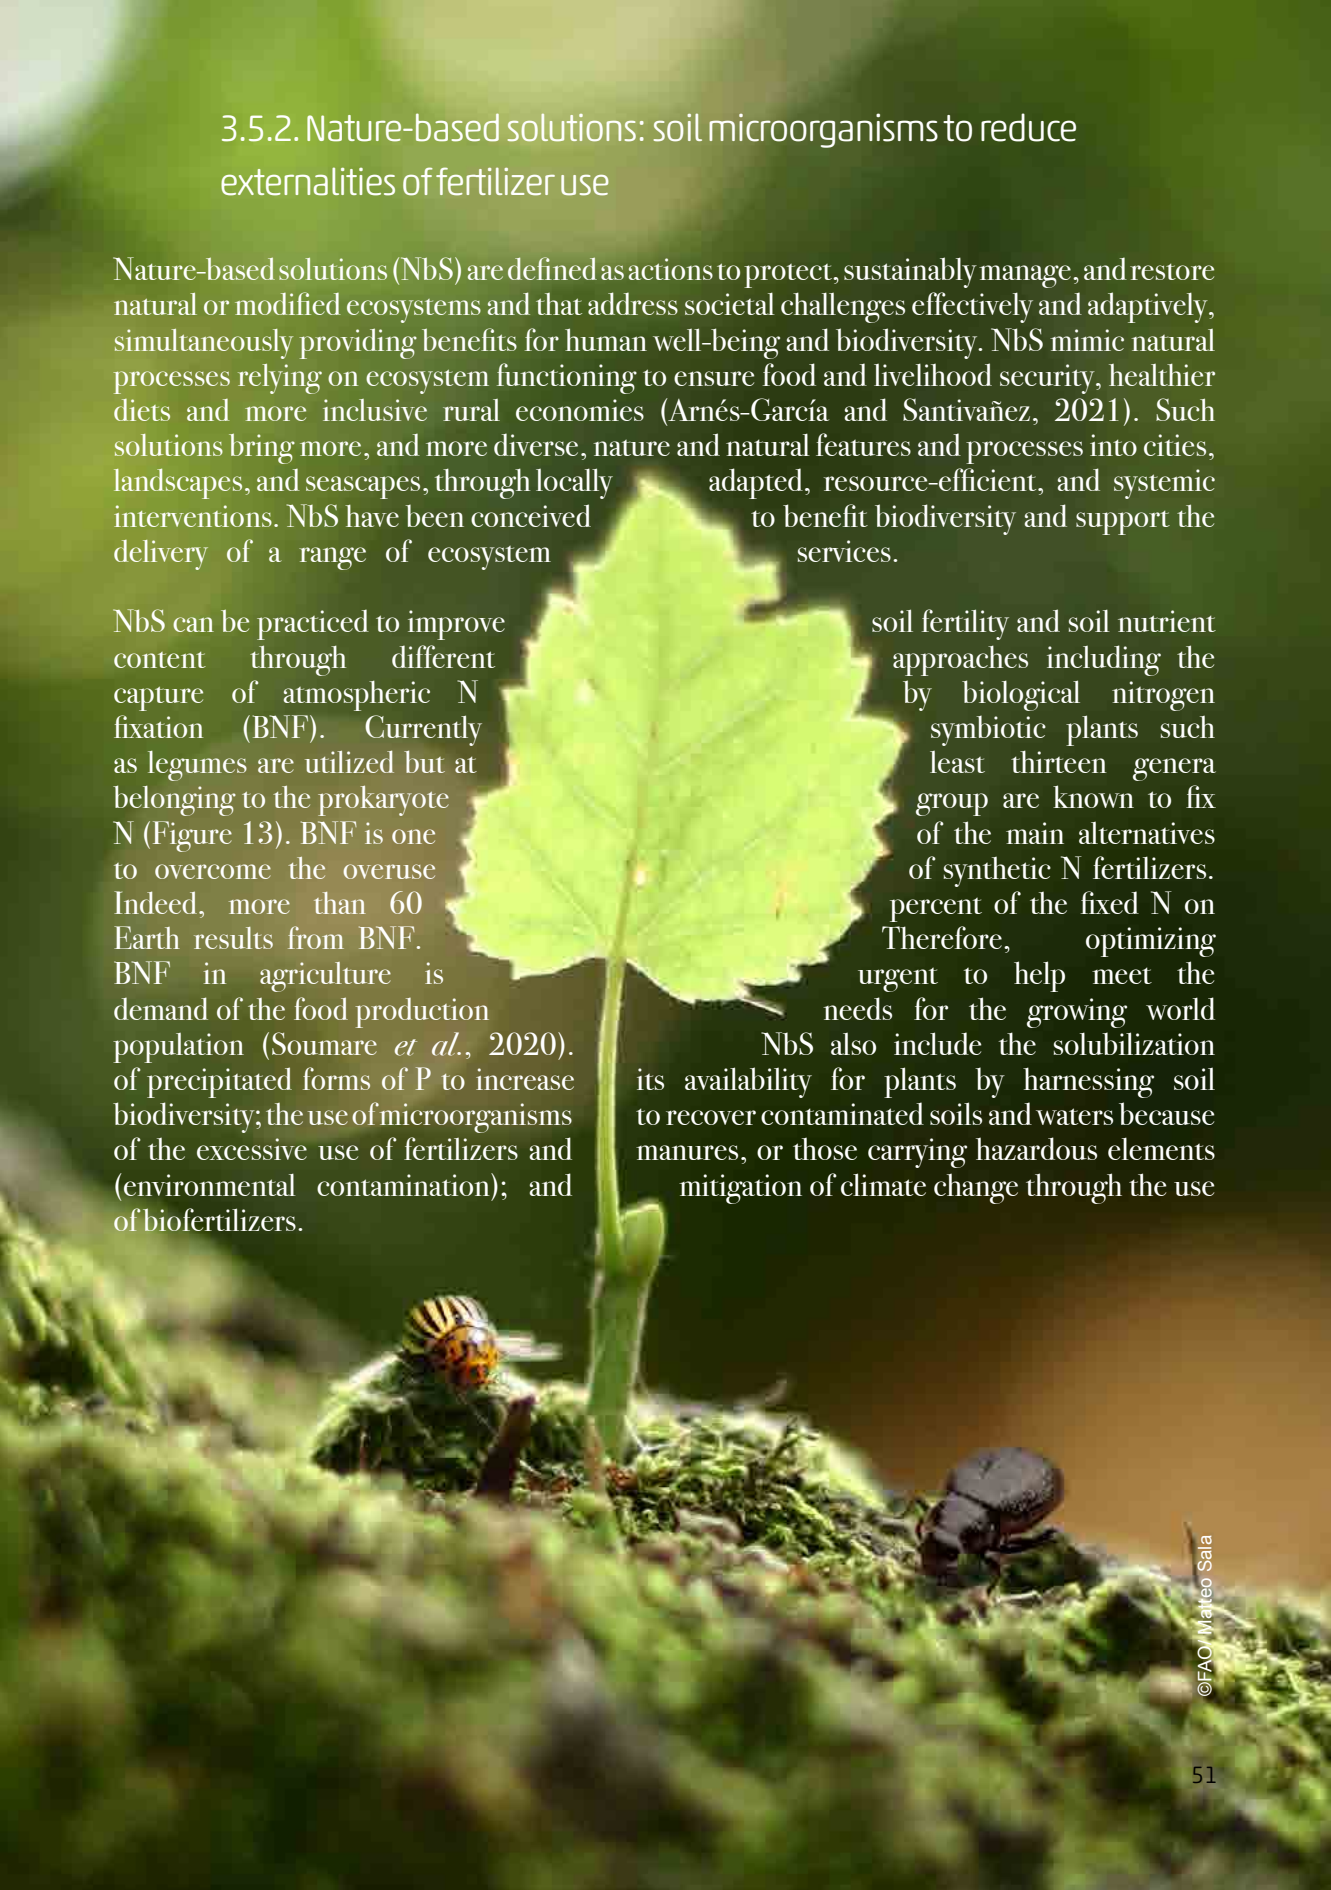 3.5.2. Nature-based solutions: soil microorganisms to reduce
externalities of fertilizer use
Nature-based solutions (NbS) are defined as actions to protect, sustainably manage, and restore
natural or modified ecosystems and that address societal challenges effectively and adaptively,
simultaneously providing benefits for human well-being and biodiversity. NbS mimic natural
processes relying on ecosystem functioning to ensure food and livelihood security, healthier
diets and more inclusive rural economies (Arnés-García and Santivañez, 2021). Such
solutions bring more, and more diverse, nature and natural features and processes into cities,
landscapes, and seascapes, through locally adapted, resource-efficient, and systemic
interventions. NbS have been conceived to benefit biodiversity and support the
delivery of a range of ecosystem services.
NbS can be practiced to improve soil fertility and soil nutrient
content through different approaches including the
capture of atmospheric N by biological nitrogen
fixation (BNF). Currently symbiotic plants such
as legumes are utilized but at least thirteen genera
belonging to the prokaryote group are known to fix
N (Figure 13). BNF is one of the main alternatives
to overcome the overuse of synthetic N fertilizers.
Indeed, more than 60 percent of the fixed N on
Earth results from BNF. Therefore, optimizing
BNF in agriculture is urgent to help meet the
demand of the food production needs for the growing world
population (Soumare et al., 2020). NbS also include the solubilization
of precipitated forms of P to increase its availability for plants by harnessing soil
biodiversity; the use of microorganisms to recover contaminated soils and waters because
of the excessive use of fertilizers and manures, or those carrying hazardous elements
(environmental contamination); and mitigation of climate change through the use
of biofertilizers.
©FAO/ Matteo Sala
51